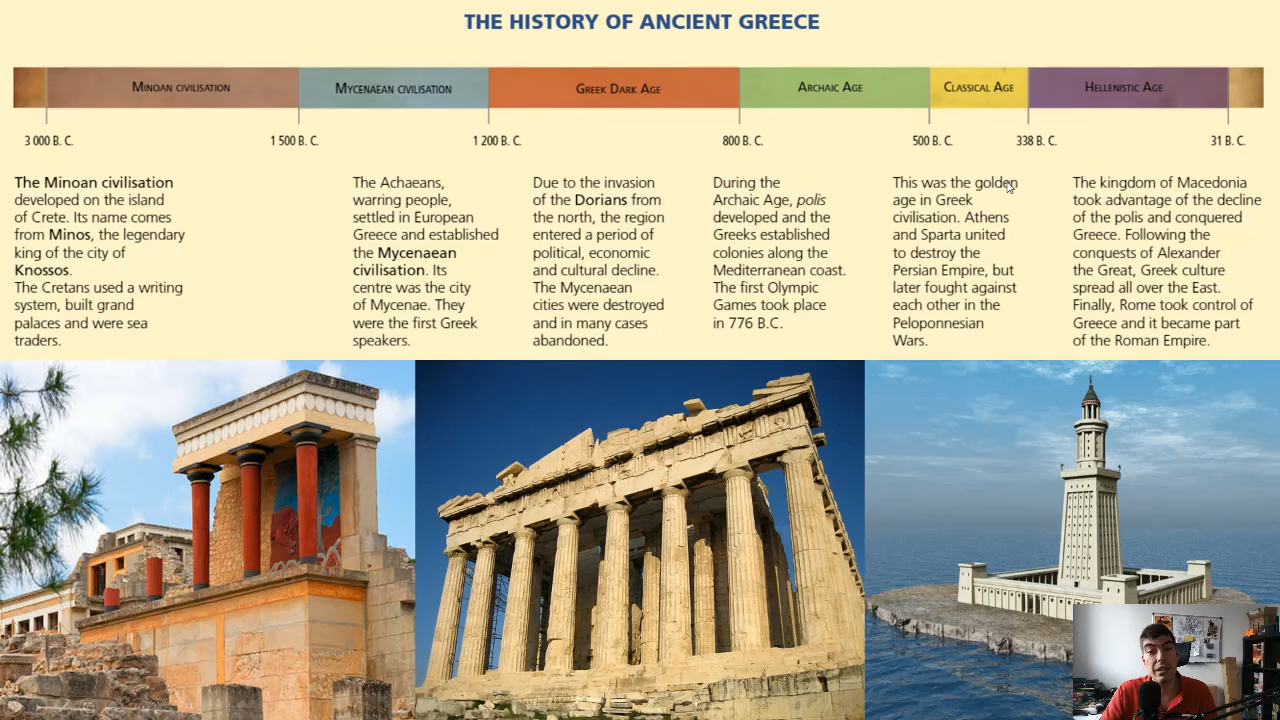 THE HISTORY OF ANCIENT GREECE
MINOAN CIVILISATION
MYCENAEAN CIVILISATION
GREEK DARK AGE
ARCHAIC AGE
CLASSICAL AGE
HELLENISTIC AGE
3 000 B. C.
1 500 B. C.
1 200 B. C.
800 B. C.
500 B. C.
338 B. C.
31 B. C.
The Minoan civilisation
developed on the island
of Crete. Its name comes
from Minos, the legendary
king of the city of
Knossos.
The Cretans used a writing
system, built grand
palaces and were sea
traders.
The Achaeans,
warring people,
settled in European
Greece and established
the Mycenaean
civilisation. Its
centre was the city
of Mycenae. They
were the first Greek
speakers.
Due to the invasion
of the Dorians from
the north, the region
entered a period of
political, economic
and cultural decline.
The Mycenaean
cities were destroyed
and in many cases
abandoned.
During the
Archaic Age, polis
developed and the
Greeks established
colonies along the
Mediterranean coast.
The first Olympic
Games took place
in 776 B.C.
This was the golden
age in Greek
civilisation. Athens
and Sparta united
to destroy the
Persian Empire, but
later fought against
each other in the
Peloponnesian
Wars.
The kingdom of Macedonia
took advantage of the decline
of the polis and conquered
Greece. Following the
conquests of Alexander
the Great, Greek culture
spread all over the East.
Finally, Rome took control of
Greece and it became part
of the Roman Empire.